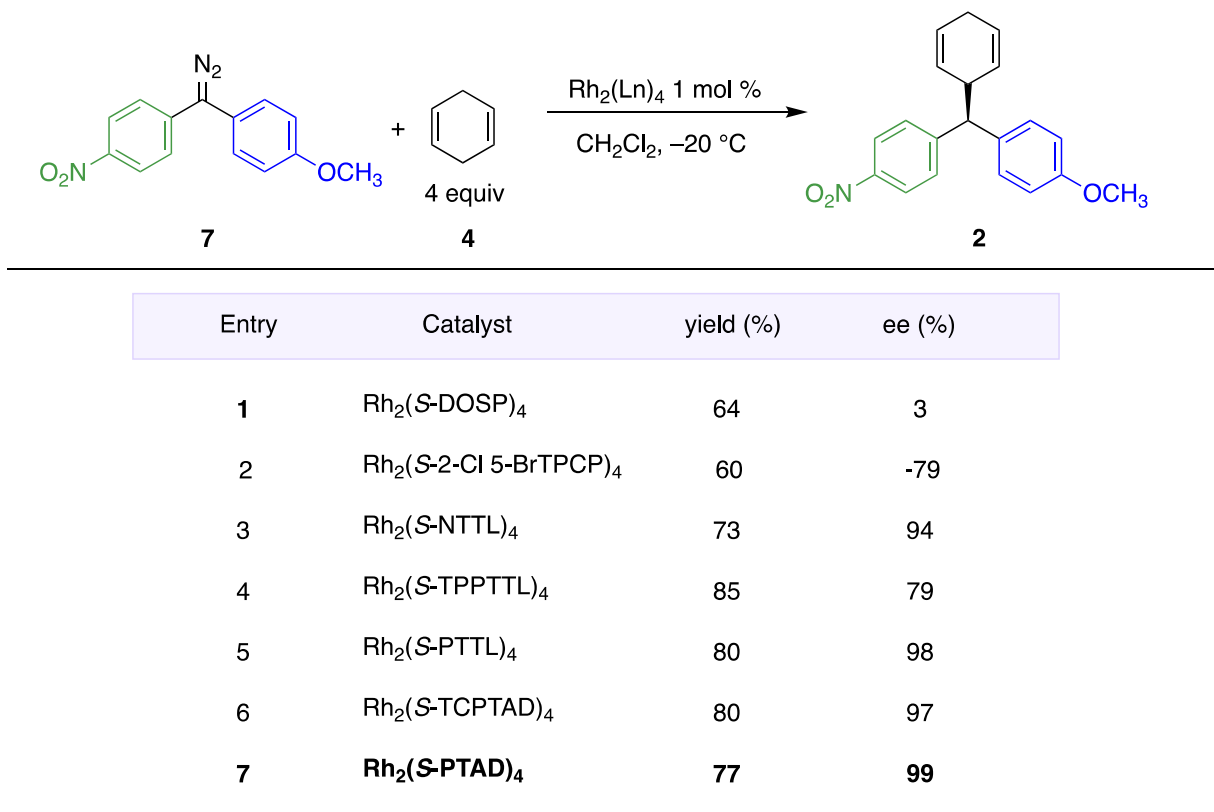 N2
O2N
OCH3
7
+
4 equiv
4
Rh2(Ln)4 1 mol %
CH2Cl2, –20 °C
O2N
OCH3
2
Entry Catalyst yield (%) ee (%)
1 Rh2(S-DOSP)4 64 3
2 Rh2(S-2-Cl 5-BrTPCP)4 60 -79
3 Rh2(S-NTTL)4 73 94
4 Rh2(S-TPPTTL)4 85 79
5 Rh2(S-PTTL)4 80 98
6 Rh2(S-TCPTAD)4 80 97
7 Rh2(S-PTAD)4 77 99